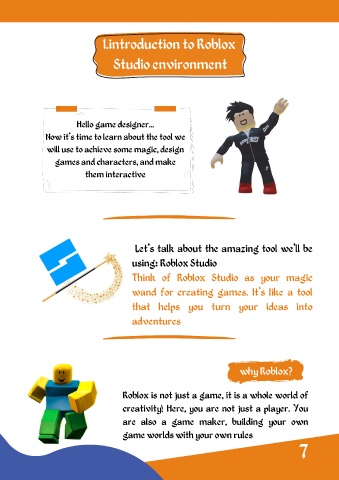 1.introduction to Roblox
Studio environment
Hello game designer...
Now it's time to learn about the tool we
will use to achieve some magic, design
games and characters, and make
them interactive
Let's talk about the amazing tool we'll be
using: Roblox Studio
Think of Roblox Studio as your magic
wand for creating games. It's like a tool
that helps you turn your ideas into
adventures
why Roblox?
Roblox is not just a game, it is a whole world of
creativity! Here, you are not just a player. You
are also a game maker, building your own
game worlds with your own rules
7